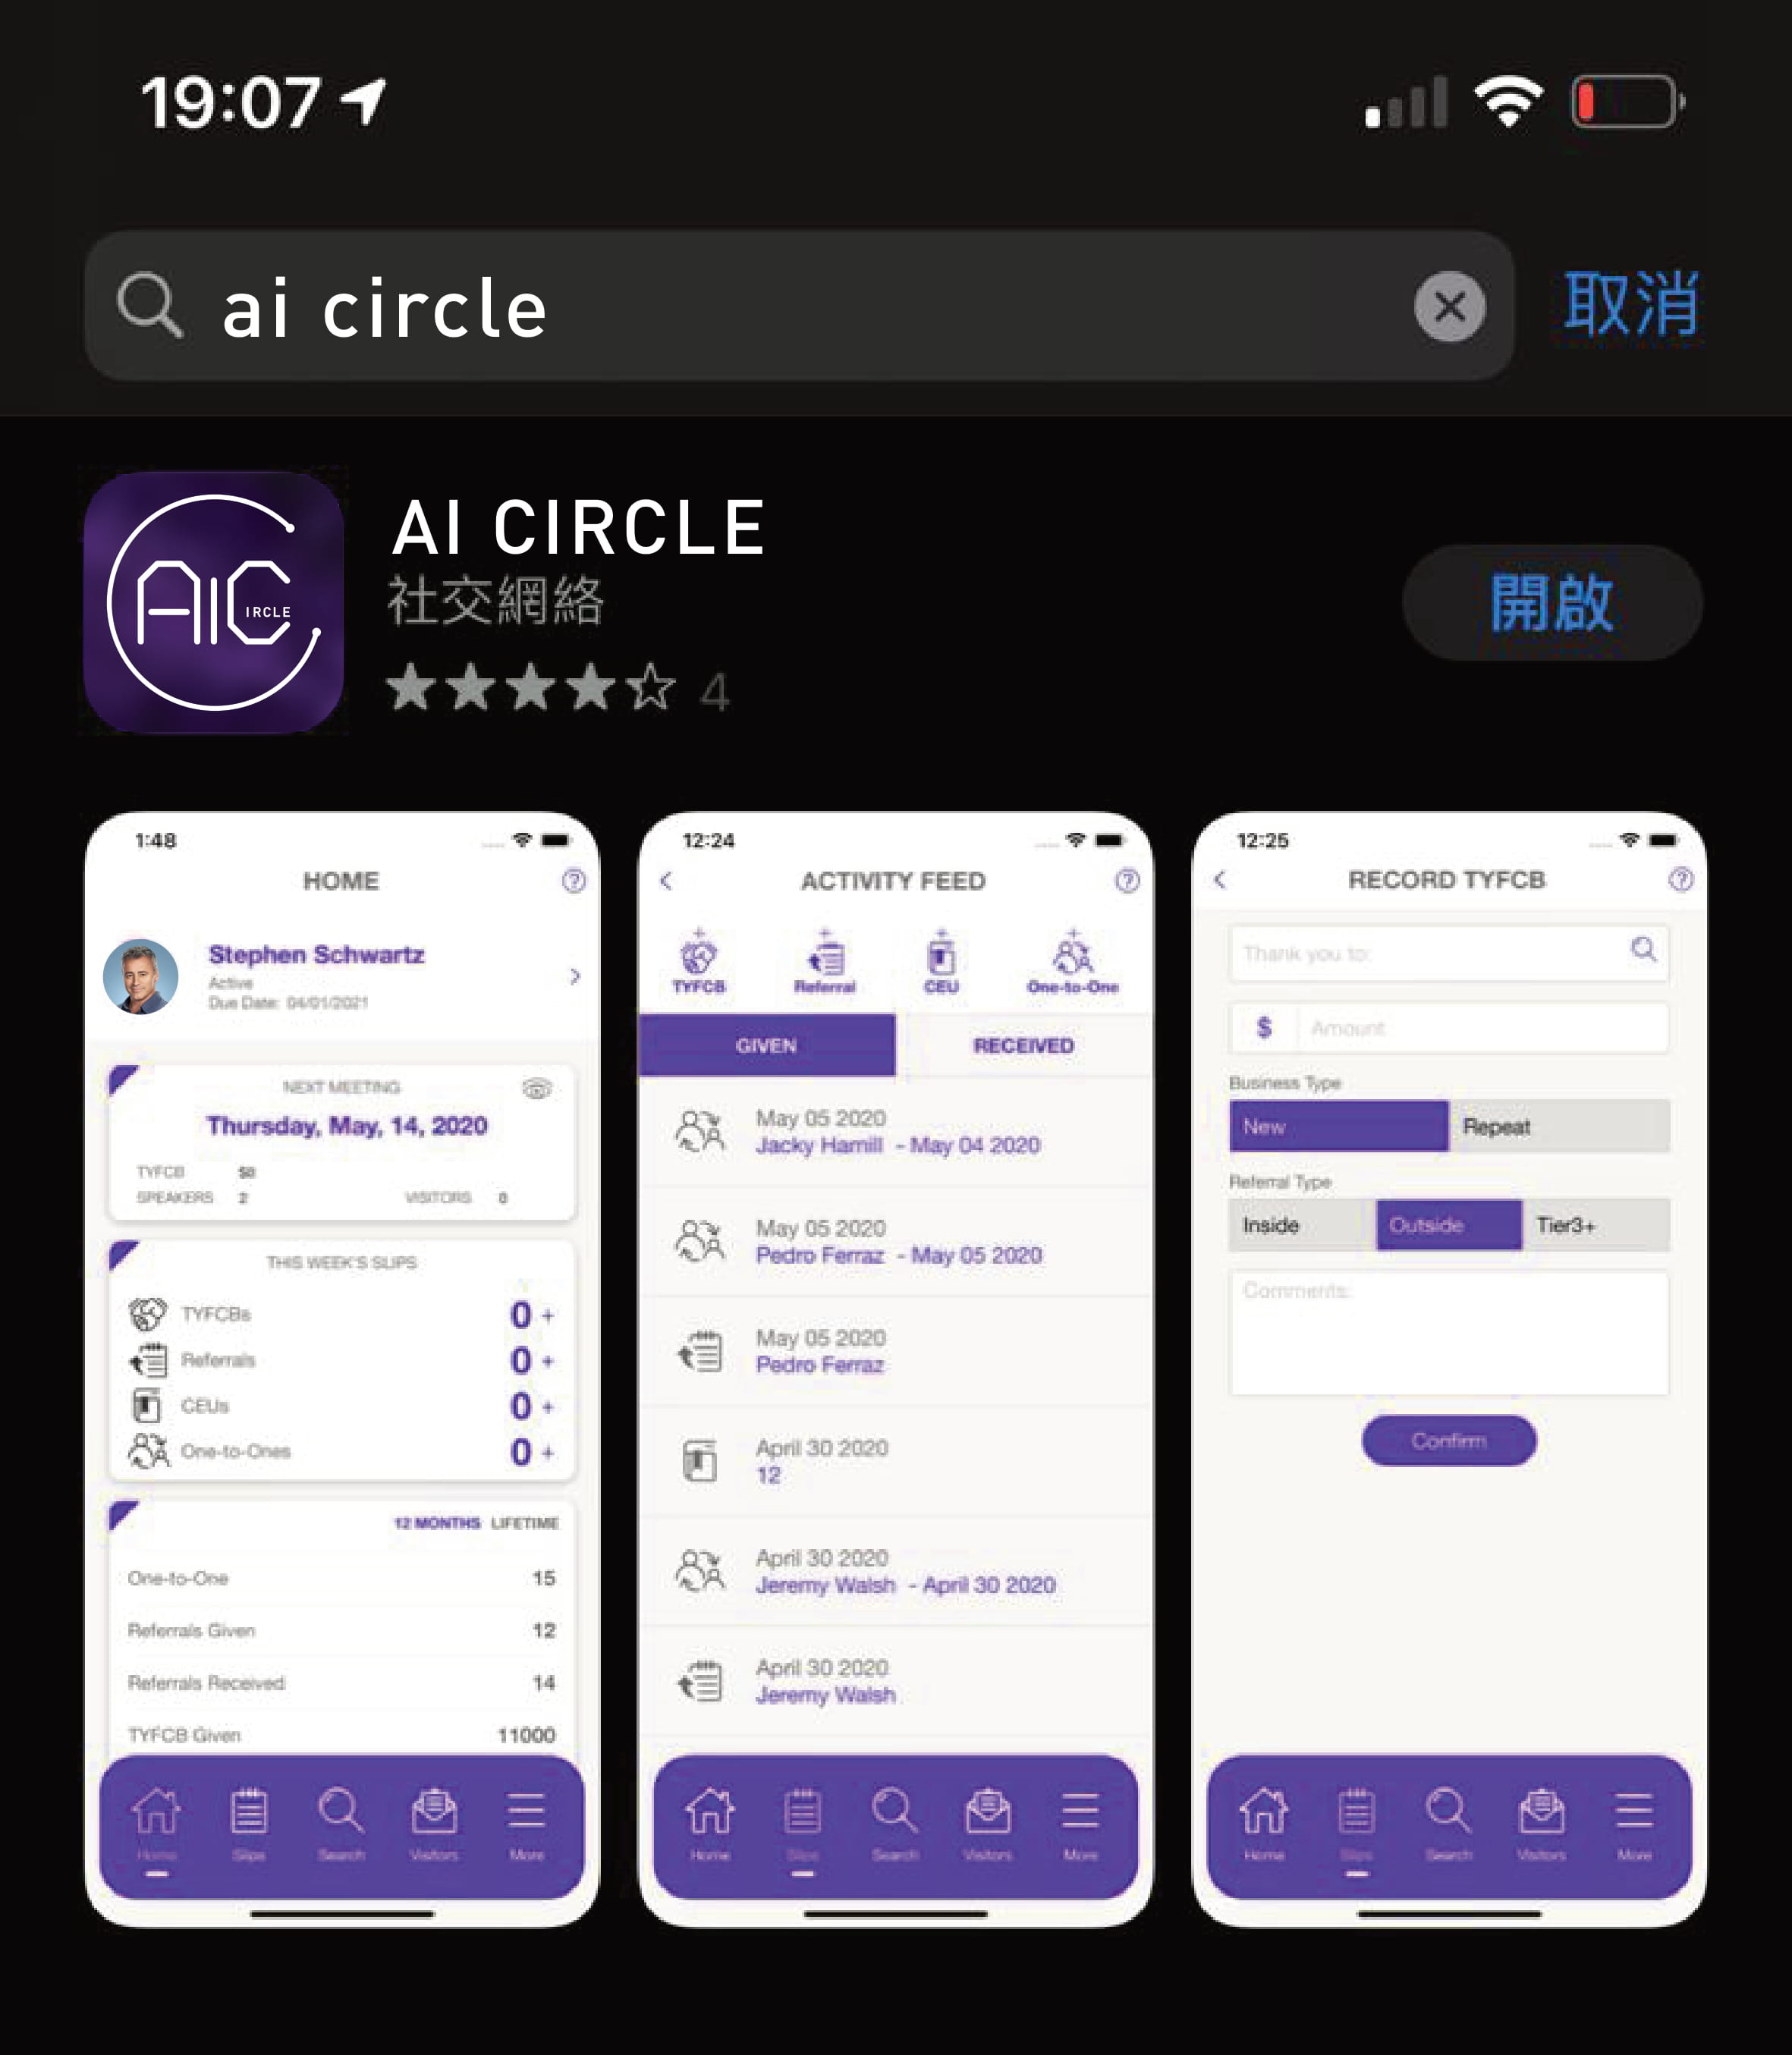 19:07
ai circle
取消
AIC
IRCLE
AI CIRCLE
社交網絡
4
開啟
1:48
HOME
?
Stephen Schwartz
Active
Due Date: 04/01/2021
NEXT MEETING
Thursday, May, 14, 2020
TYFCB $0
SPEAKERS 2 VISITORS 0
THIS WEEK'S SLIPS
TYFCBs 0 +
Referrals 0 +
CEUs 0 +
One-to-Ones 0 +
12 MONTHS LIFETIME
One-to-One 15
Referrals Given 12
Referrals Received 14
TYFCB Given 11000
Home Slips Search Visitors More
12:24
ACTIVITY FEED
?
TYFCB Referral CEU One-to-One
GIVEN RECEIVED
May 05 2020
Jacky Hamill - May 04 2020
May 05 2020
Pedro Ferraz - May 05 2020
May 05 2020
Pedro Ferraz
April 30 2020
12
April 30 2020
Jeremy Walsh - April 30 2020
April 30 2020
Jeremy Walsh
Home Slips Search Visitors More
12:25
RECORD TYFCB
?
Thank you to:
$ Amount
Business Type
New Repeat
Referral Type
Inside Outside Tier3+
Comments:
Confirm
Home Slips Search Visitors More